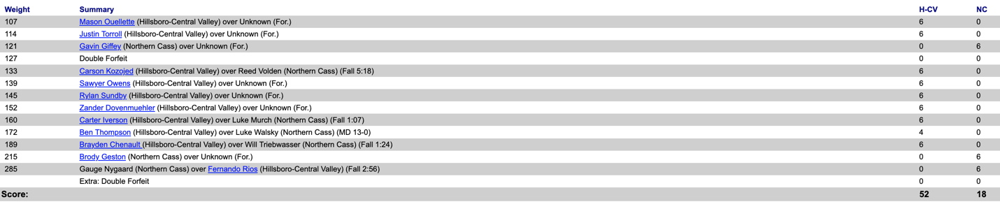 Weight Summary H-CV NC
107 Mason Ouellette (Hillsboro-Central Valley) over Unknown (For.) 6 0
114 Justin Torroll (Hillsboro-Central Valley) over Unknown (For.) 6 0
121 Gavin Giffey (Northern Cass) over Unknown (For.) 0 6
127 Double Forfeit 0 0
133 Carson Kozojed (Hillsboro-Central Valley) over Reed Volden (Northern Cass) (Fall 5:18) 6 0
139 Sawyer Owens (Hillsboro-Central Valley) over Unknown (For.) 6 0
145 Rylan Sundby (Hillsboro-Central Valley) over Unknown (For.) 6 0
152 Zander Dovenmuehler (Hillsboro-Central Valley) over Unknown (For.) 6 0
160 Carter Iverson (Hillsboro-Central Valley) over Luke Murch (Northern Cass) (Fall 1:07) 6 0
172 Ben Thompson (Hillsboro-Central Valley) over Luke Walsky (Northern Cass) (MD 13-0) 4 0
189 Brayden Chenault (Hillsboro-Central Valley) over Will Triebwasser (Northern Cass) (Fall 1:24) 6 0
215 Brody Geston (Northern Cass) over Unknown (For.) 0 6
285 Gauge Nygaard (Northern Cass) over Fernando Rios (Hillsboro-Central Valley) (Fall 2:56) 0 6
Extra: Double Forfeit 0 0
Score: 52 18